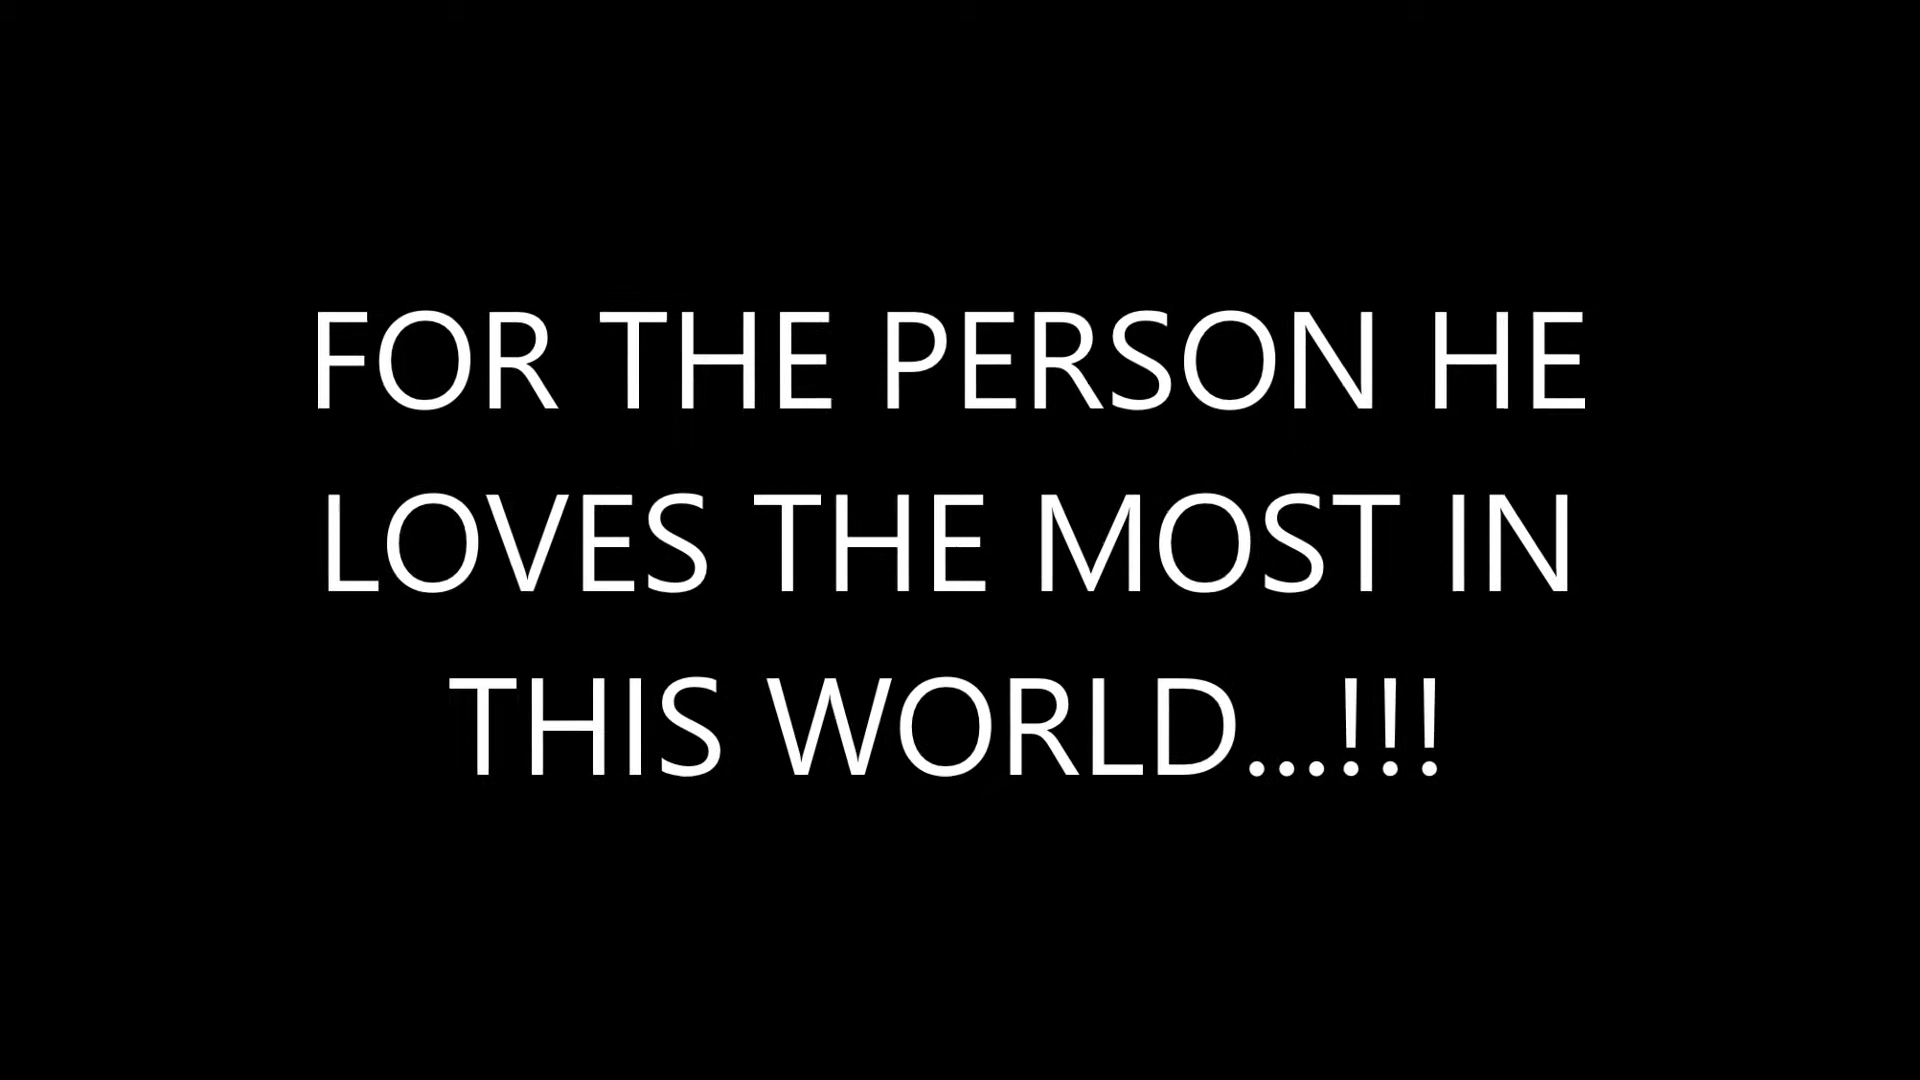 FOR THE PERSON HE
LOVES THE MOST IN
THIS WORLD...!!!